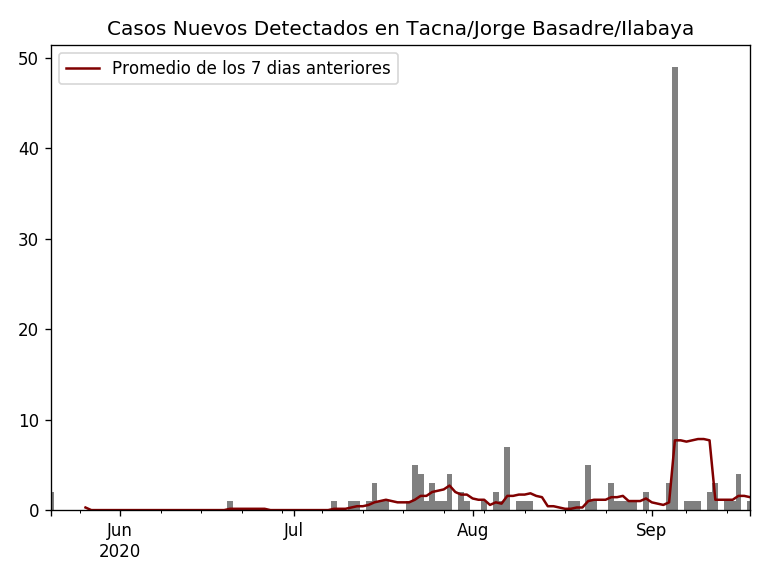 Casos Nuevos Detectados en Tacna/Jorge Basadre/Ilabaya
Promedio de los 7 dias anteriores
50
40
30
20
10
0
Jun
2020
Jul
Aug
Sep